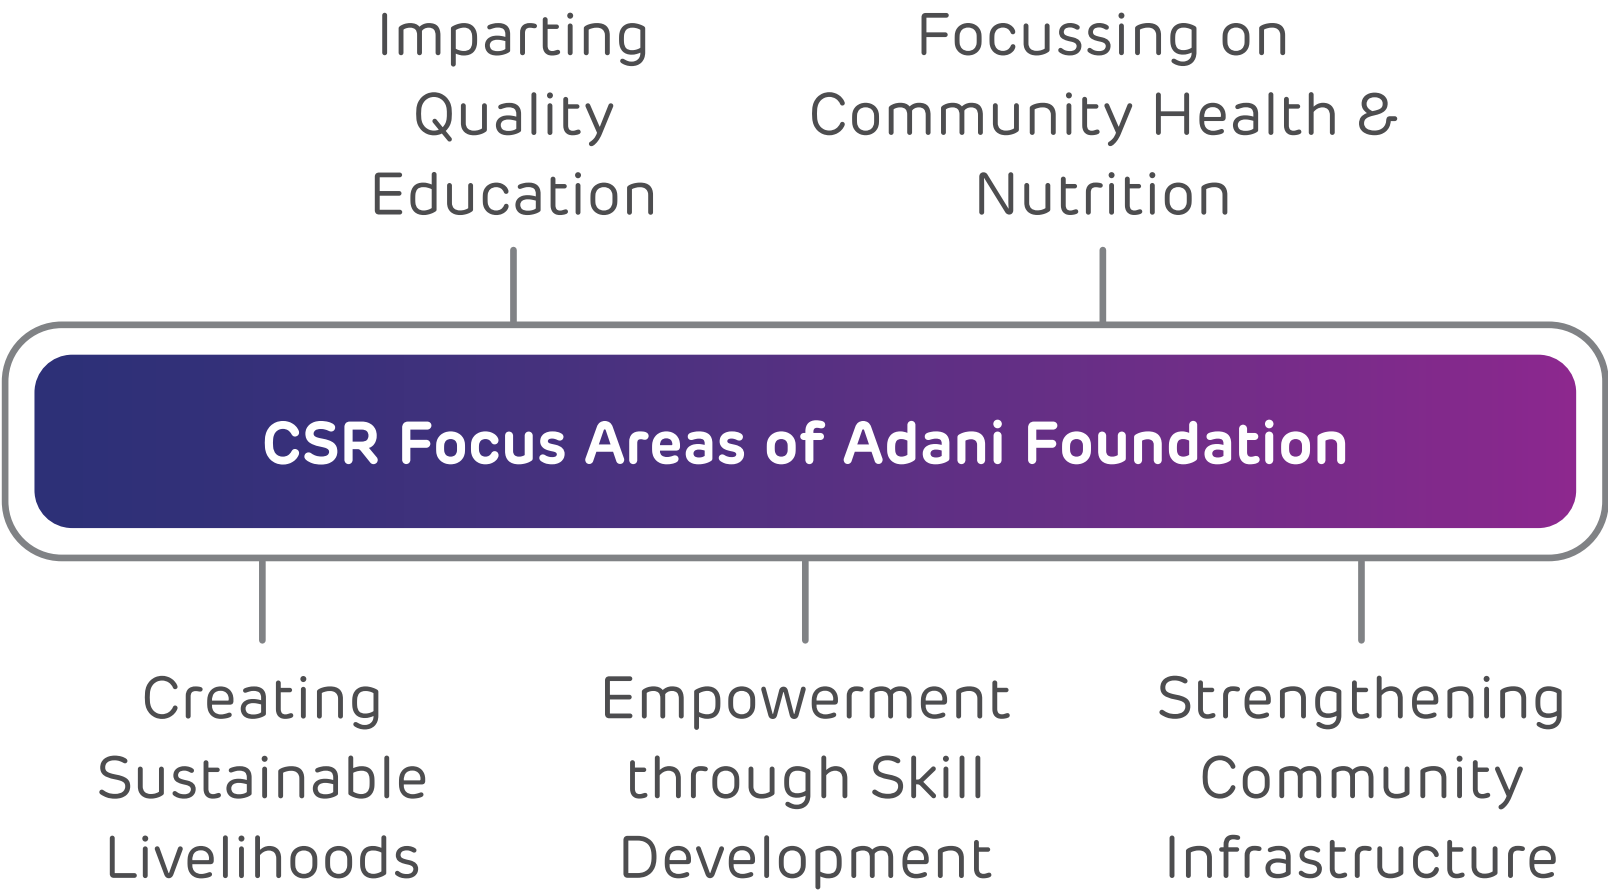 Imparting
Quality
Education
Focussing on
Community Health &
Nutrition
CSR Focus Areas of Adani Foundation
Creating
Sustainable
Livelihoods
Empowerment
through Skill
Development
Strengthening
Community
Infrastructure